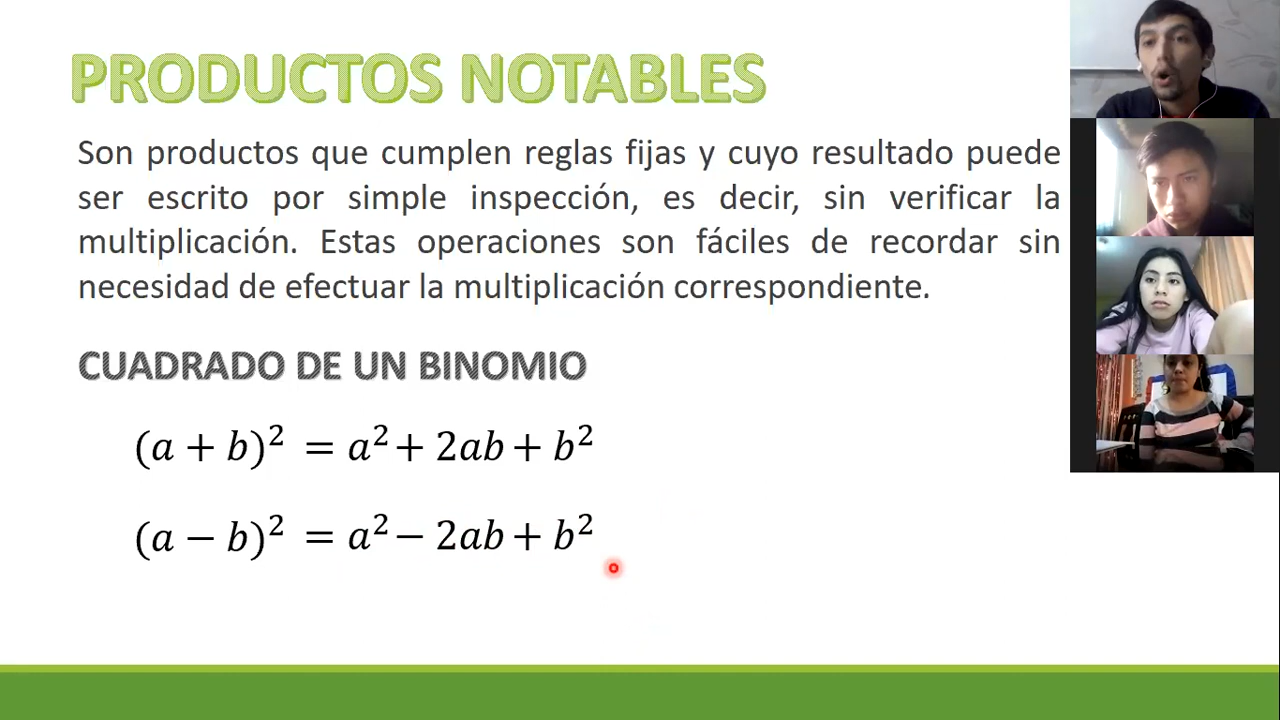 PRODUCTOS NOTABLES
Son productos que cumplen reglas fijas y cuyo resultado puede
ser escrito por simple inspección, es decir, sin verificar la
multiplicación. Estas operaciones son fáciles de recordar sin
necesidad de efectuar la multiplicación correspondiente.
CUADRADO DE UN BINOMIO
(a + b)² = a² + 2ab + b²
(a − b)² = a² − 2ab + b²